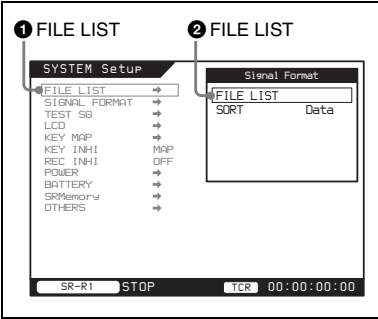 1 FILE LIST
2 FILE LIST
SYSTEM Setup
FILE LIST →
SIGNAL FORMAT →
TEST SG →
LCD →
KEY MAP →
KEY INHI MAP
REC INHI OFF
POWER →
BATTERY →
SRMemory →
OTHERS →
Signal Format
FILE LIST
SORT Data
SR-R1 STOP TCR 00:00:00:00